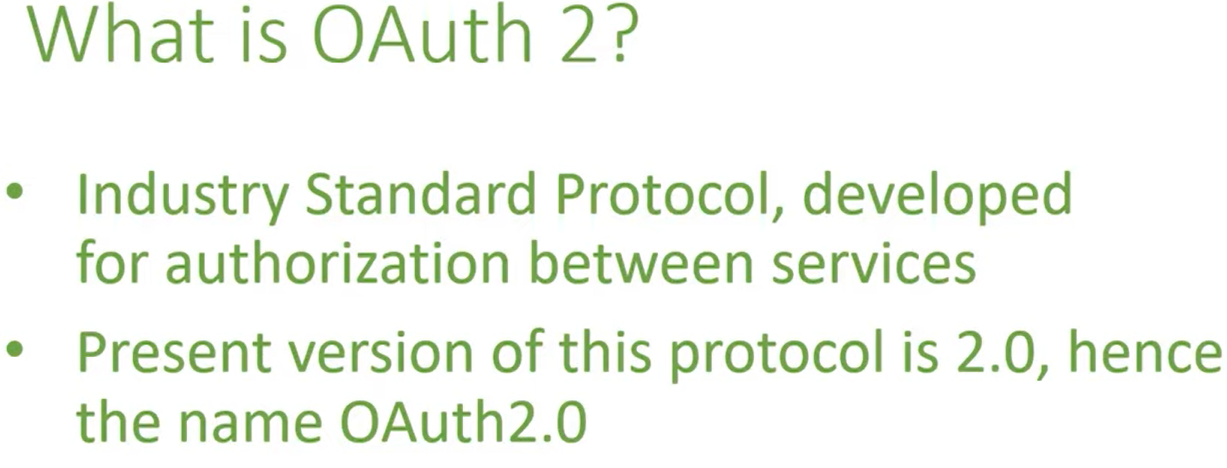 What is OAuth 2?
• Industry Standard Protocol, developed
for authorization between services
• Present version of this protocol is 2.0, hence
the name OAuth2.0